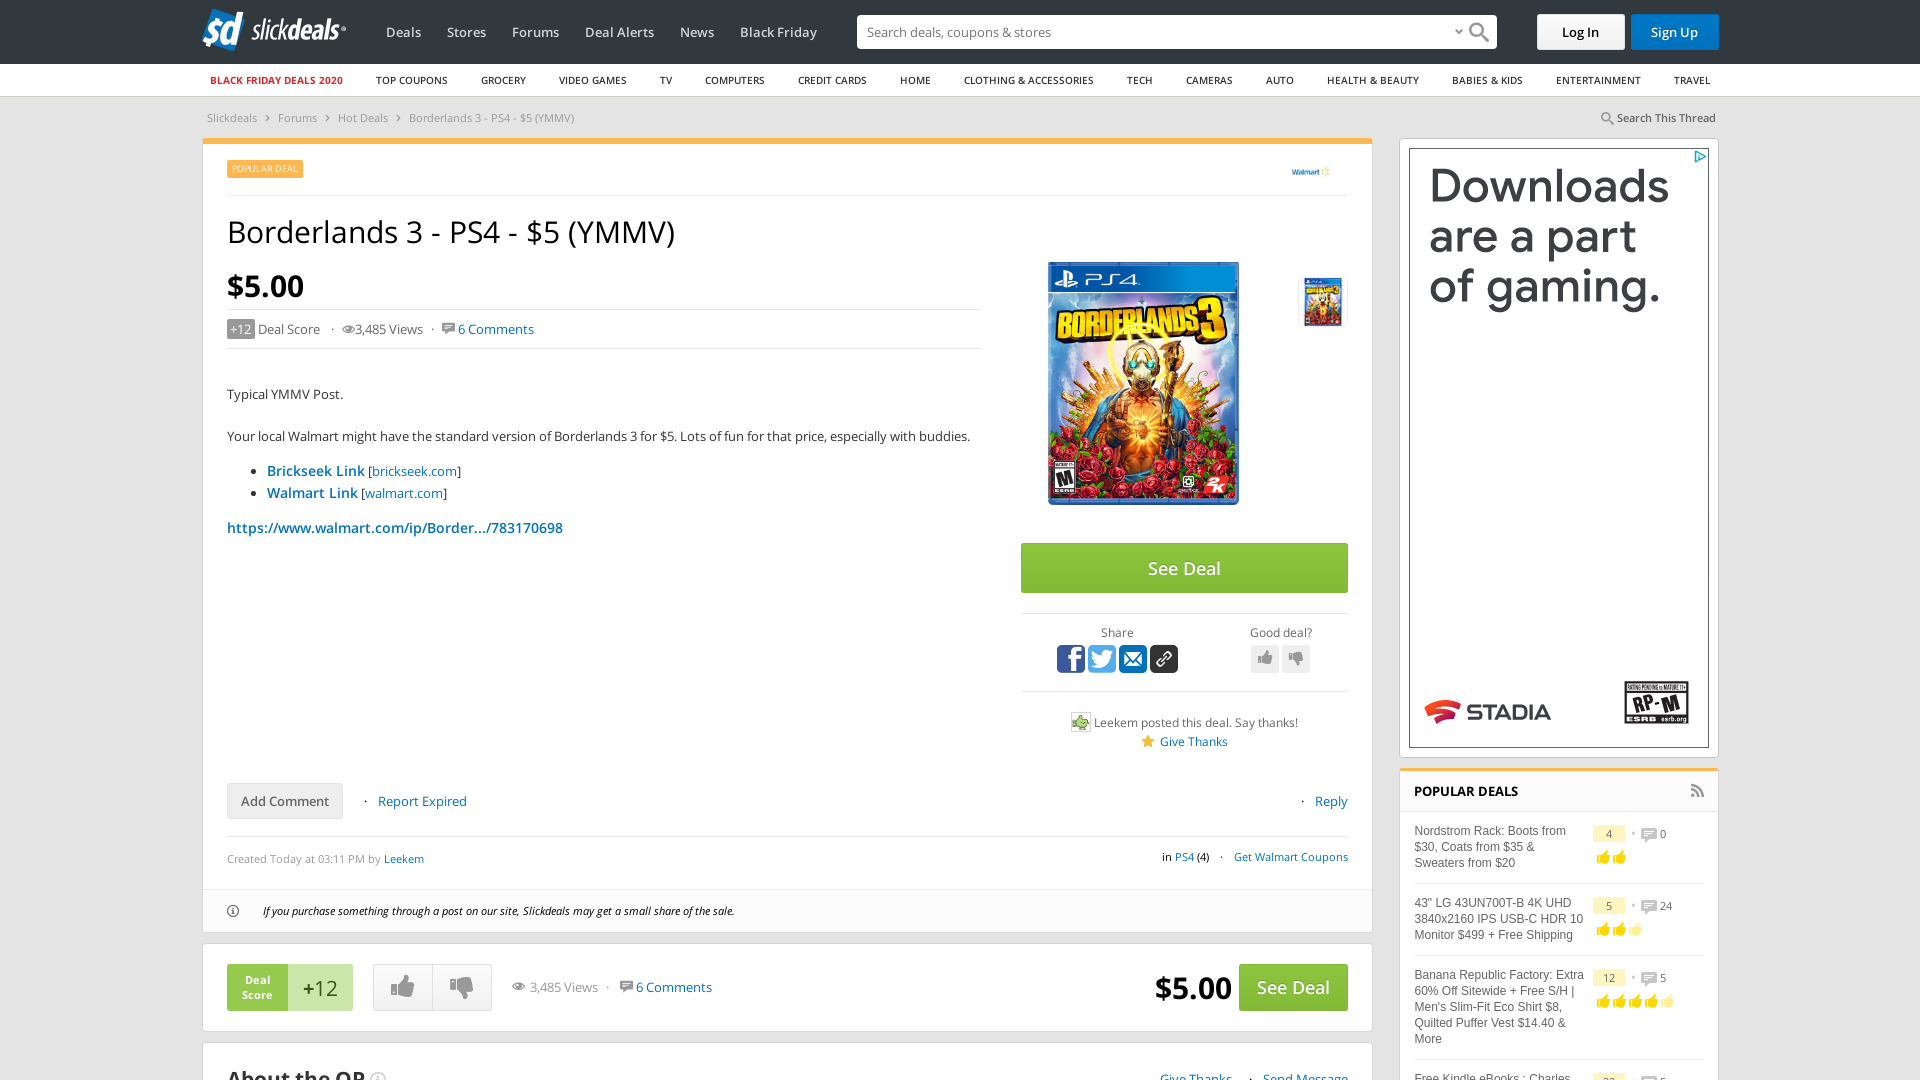 slickdeals
Deals
Stores
Forums
Deal Alerts
News
Black Friday
Search deals, coupons & scores
Log In
Sign Up
BLACK FRIDAY DEALS 2020
TOP COUPONS
GROCERY
VIDEO GAMES
TV
COMPUTERS
CREDIT CARDS
HOME
CLOTHING & ACCESSORIES
TECH
CAMERAS
AUTO
HEALTH & BEAUTY
BABIES & KIDS
ENTERTAINMENT
TRAVEL
Slickdeals > Forums > Hot Deals > Borderlands 3 - PS4 - $5 (YMMV)
Search This Thread
POPULAR DEAL
Walmart
Borderlands 3 - PS4 - $5 (YMMV)
$5.00
+12 Deal Score · 3,485 Views · 6 Comments
Typical YMMV Post.
Your local Walmart might have the standard version of Borderlands 3 for $5. Lots of fun for that price, especially with buddies.
• Brickseek Link [brickseek.com]
• Walmart Link [walmart.com]
https://www.walmart.com/ip/Border.../783170698
PS4
BORDERLANDS 3
M
ESRB
2K
See Deal
Share
Good deal?
Leekem posted this deal. Say thanks!
Give Thanks
Add Comment
· Report Expired
· Reply
Created Today at 03:11 PM by Leekem
in PS4 (4) · Get Walmart Coupons
If you purchase something through a post on our site, Slickdeals may get a small share of the sale.
Deal Score
+12
3,485 Views · 6 Comments
$5.00
See Deal
About the OP
Give Thanks · Send Message
Downloads
are a part
of gaming.
STADIA
RATING PENDING to MATURE 17+
RP-M
ESRB esrb.org
POPULAR DEALS
Nordstrom Rack: Boots from
$30, Coats from $35 &
Sweaters from $20
4 • 0
43" LG 43UN700T-B 4K UHD
3840x2160 IPS USB-C HDR 10
Monitor $499 + Free Shipping
5 • 24
Banana Republic Factory: Extra
60% Off Sitewide + Free S/H |
Men's Slim-Fit Eco Shirt $8,
Quilted Puffer Vest $14.40 &
More
12 • 5
Free Kindle eBooks : Charles